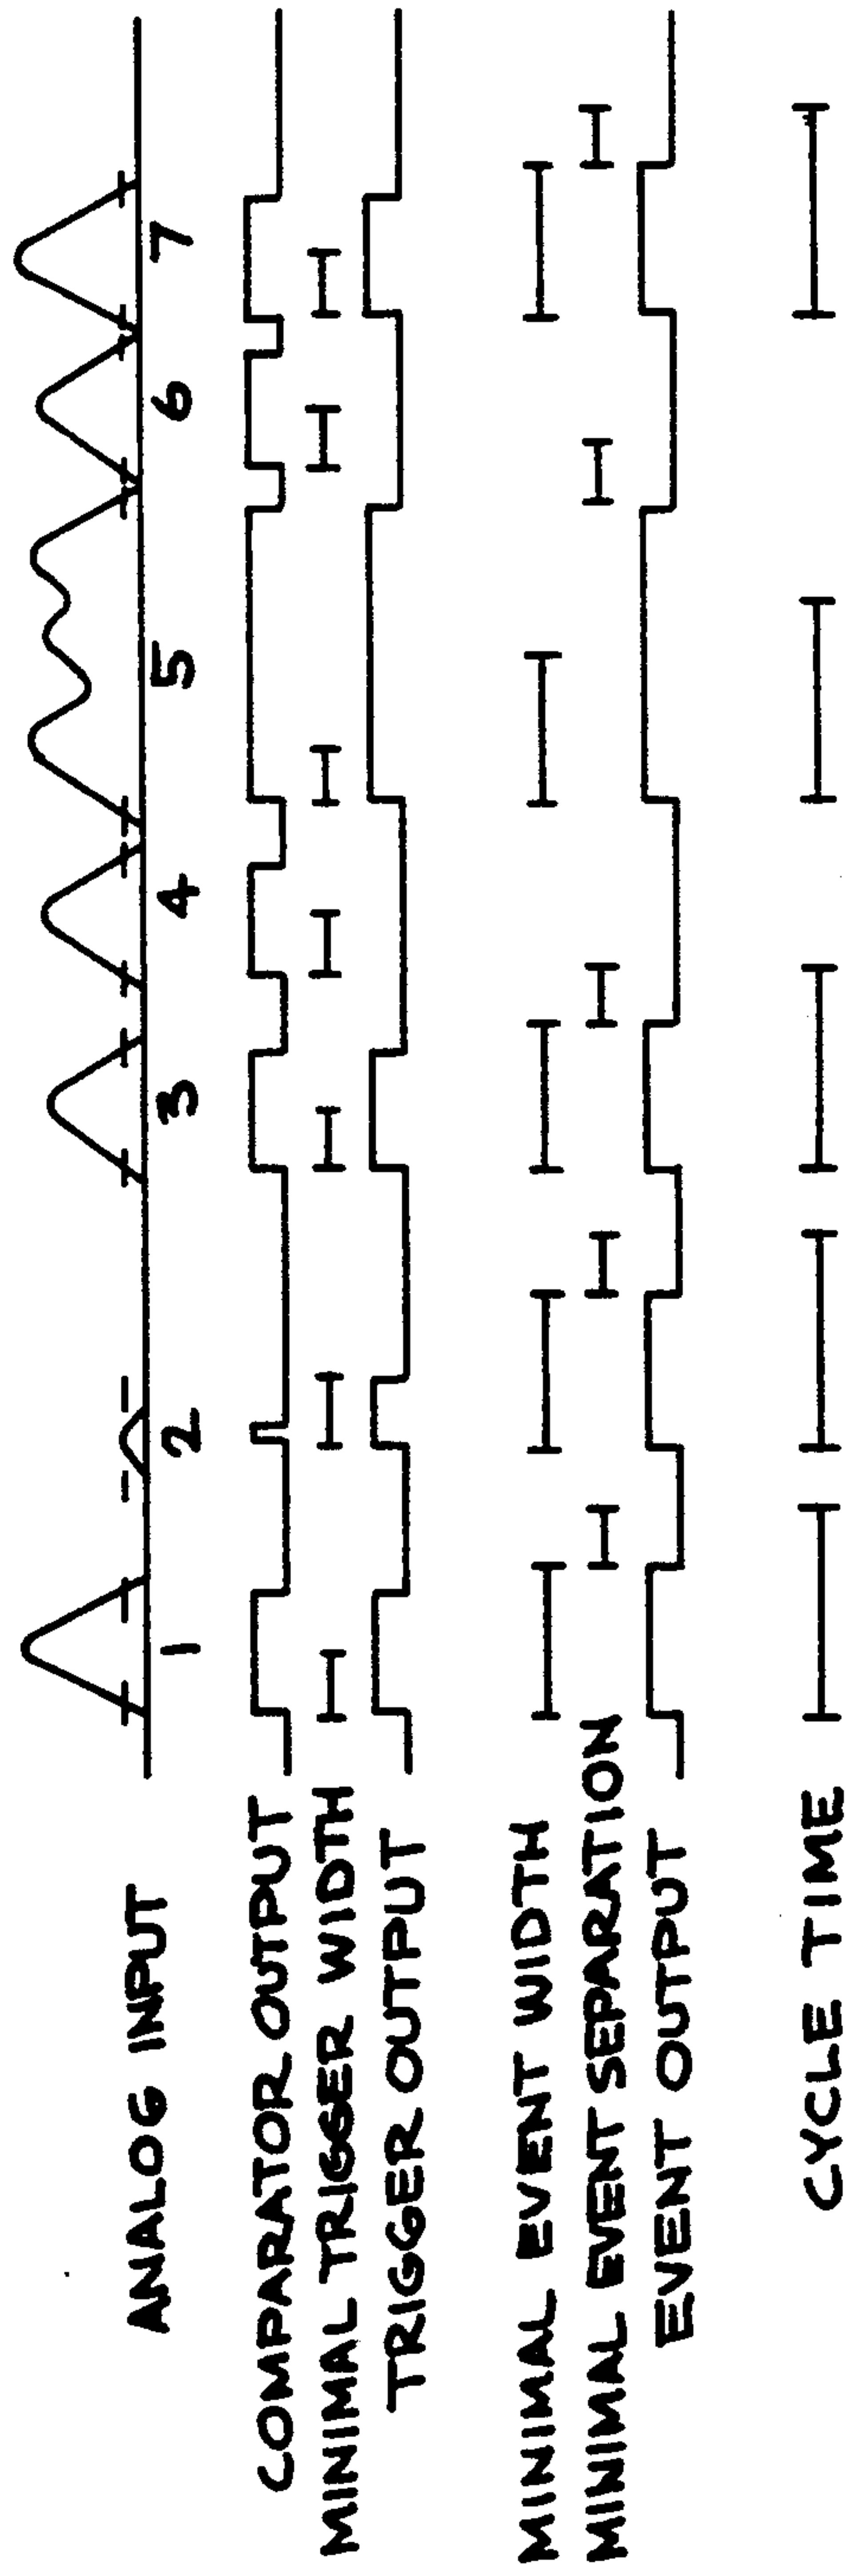 ANALOG INPUT
1 2 3 4 5 6 7
COMPARATOR OUTPUT
MINIMAL TRIGGER WIDTH
TRIGGER OUTPUT
MINIMAL EVENT WIDTH
MINIMAL EVENT SEPARATION
EVENT OUTPUT
CYCLE TIME